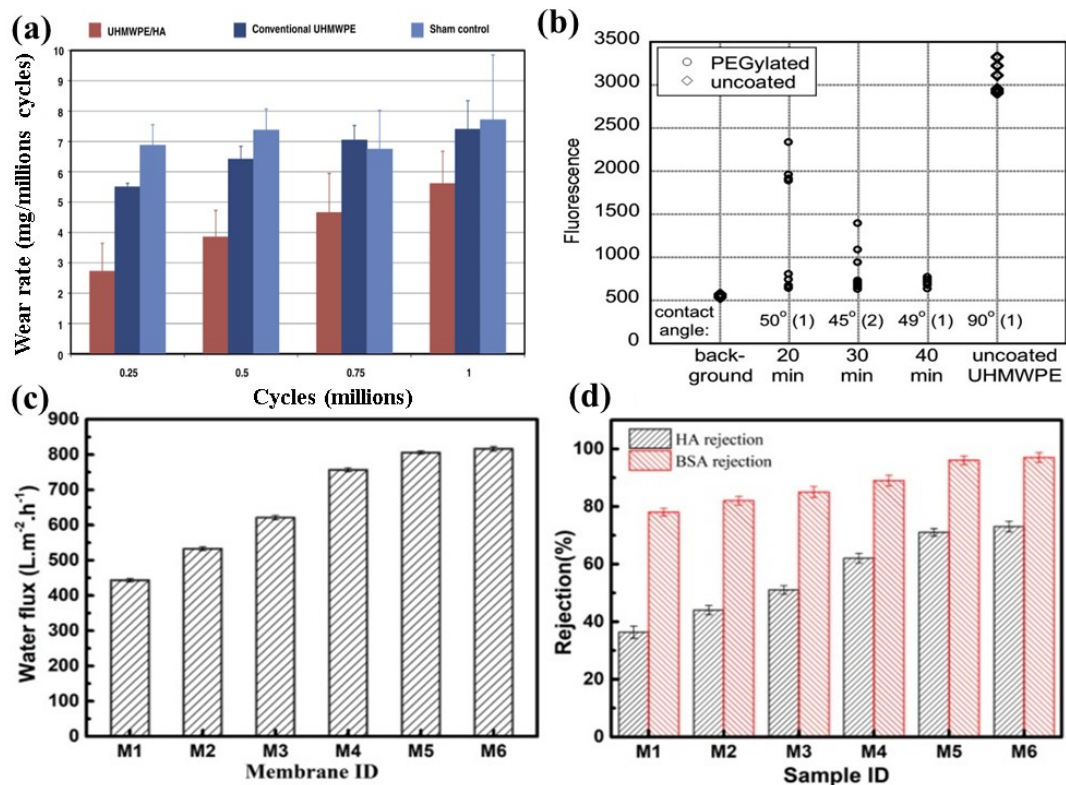 (a)
UHMWPE/HA Conventional UHMWPE Sham control
Wear rate (mg/millions cycles)
10
9
8
7
6
5
4
3
2
1
0
0.25 0.5 0.75 1
Cycles (millions)
(b)
PEGylated
uncoated
Fluorescence
3500
3000
2500
2000
1500
1000
500
0
contact
angle: 50° (1) 45° (2) 49° (1) 90° (1)
back- 20 30 40 uncoated
ground min min min UHMWPE
(c)
Water flux (L.m-2.h-1)
900
800
700
600
500
400
300
200
100
0
M1 M2 M3 M4 M5 M6
Membrane ID
(d)
HA rejection
BSA rejection
Rejection(%)
100
80
60
40
20
0
M1 M2 M3 M4 M5 M6
Sample ID